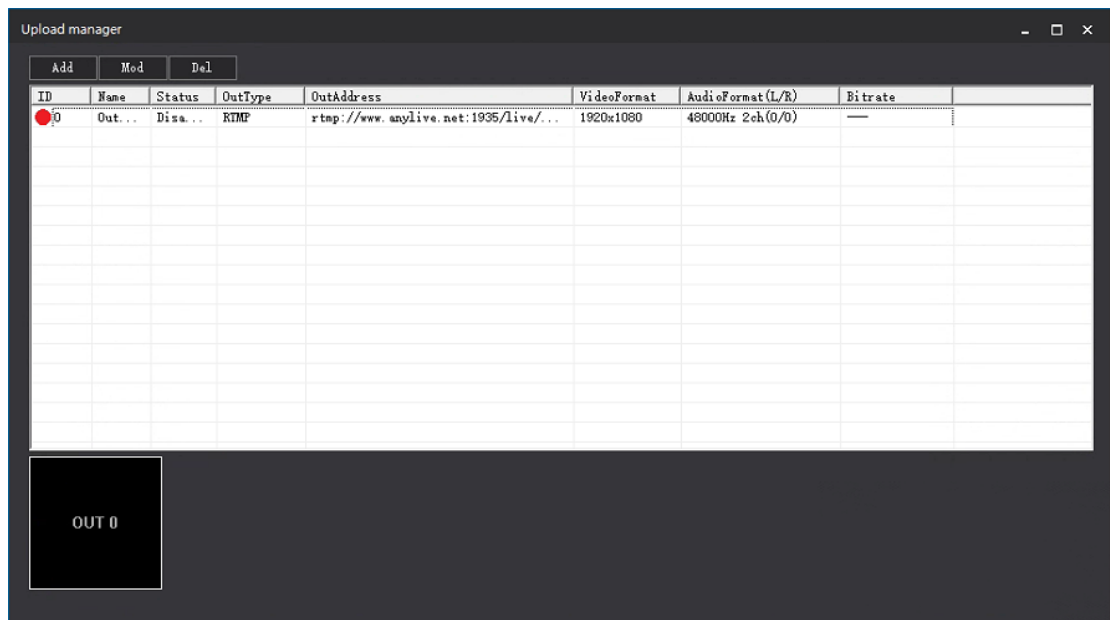 Upload manager
Add Mod Del
ID Name Status OutType OutAddress VideoFormat AudioFormat(L/R) Bitrate
0 Out... Disa... RTMP rtmp://www.anylive.net:1935/live/... 1920x1080 48000Hz 2ch(0/0) —
OUT 0